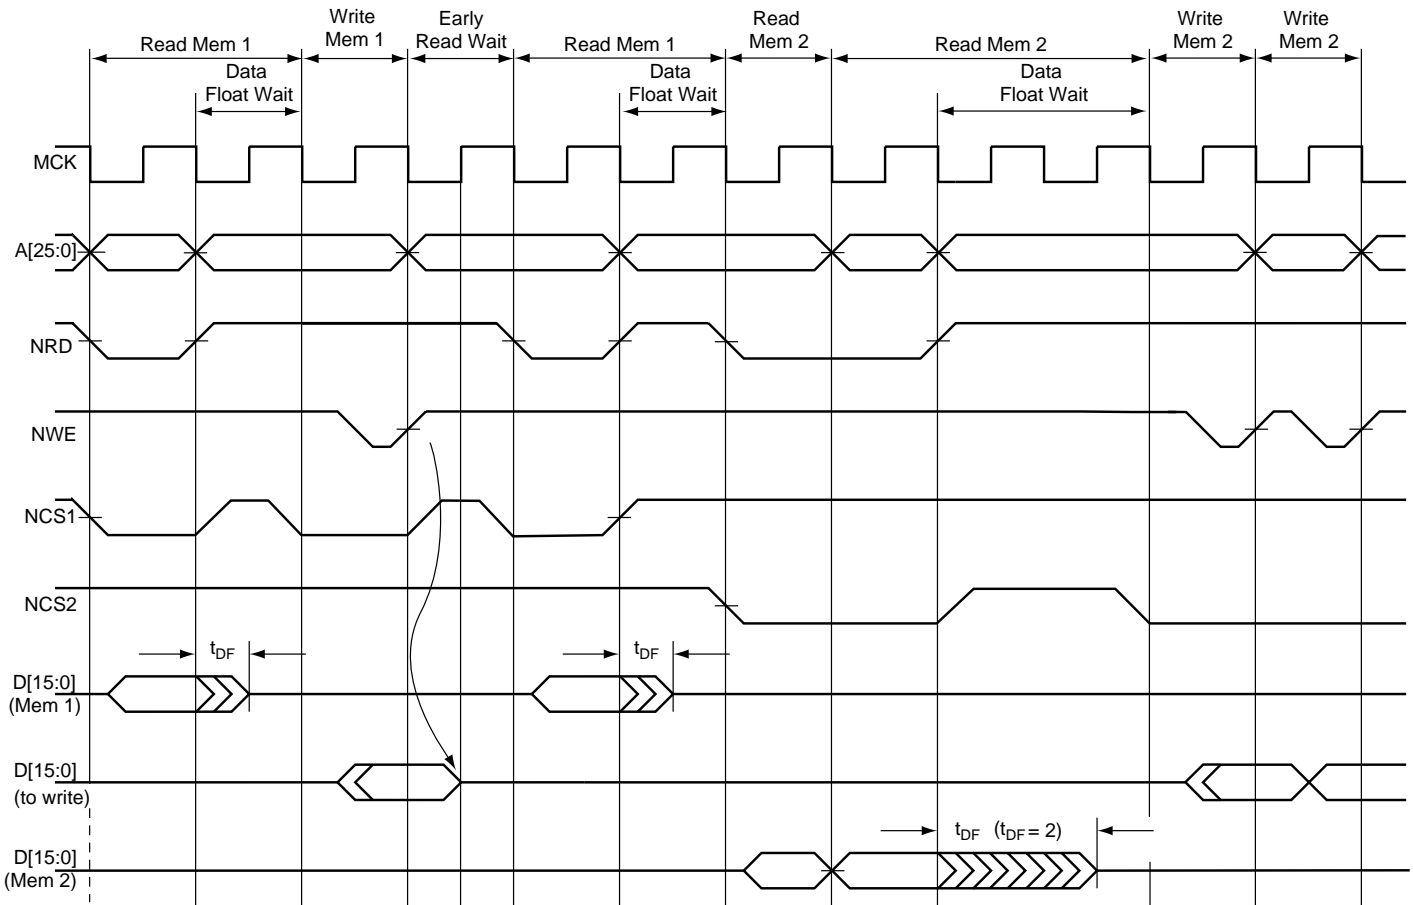 Write Early Read Write Write
Read Mem 1 Mem 1 Read Wait Read Mem 1 Mem 2 Read Mem 2 Mem 2 Mem 2
Data Data Data
Float Wait Float Wait Float Wait
MCK
A[25:0]
NRD
NWE
NCS1
NCS2
tDF tDF
D[15:0]
(Mem 1)
D[15:0]
(to write)
tDF (tDF = 2)
D[15:0]
(Mem 2)